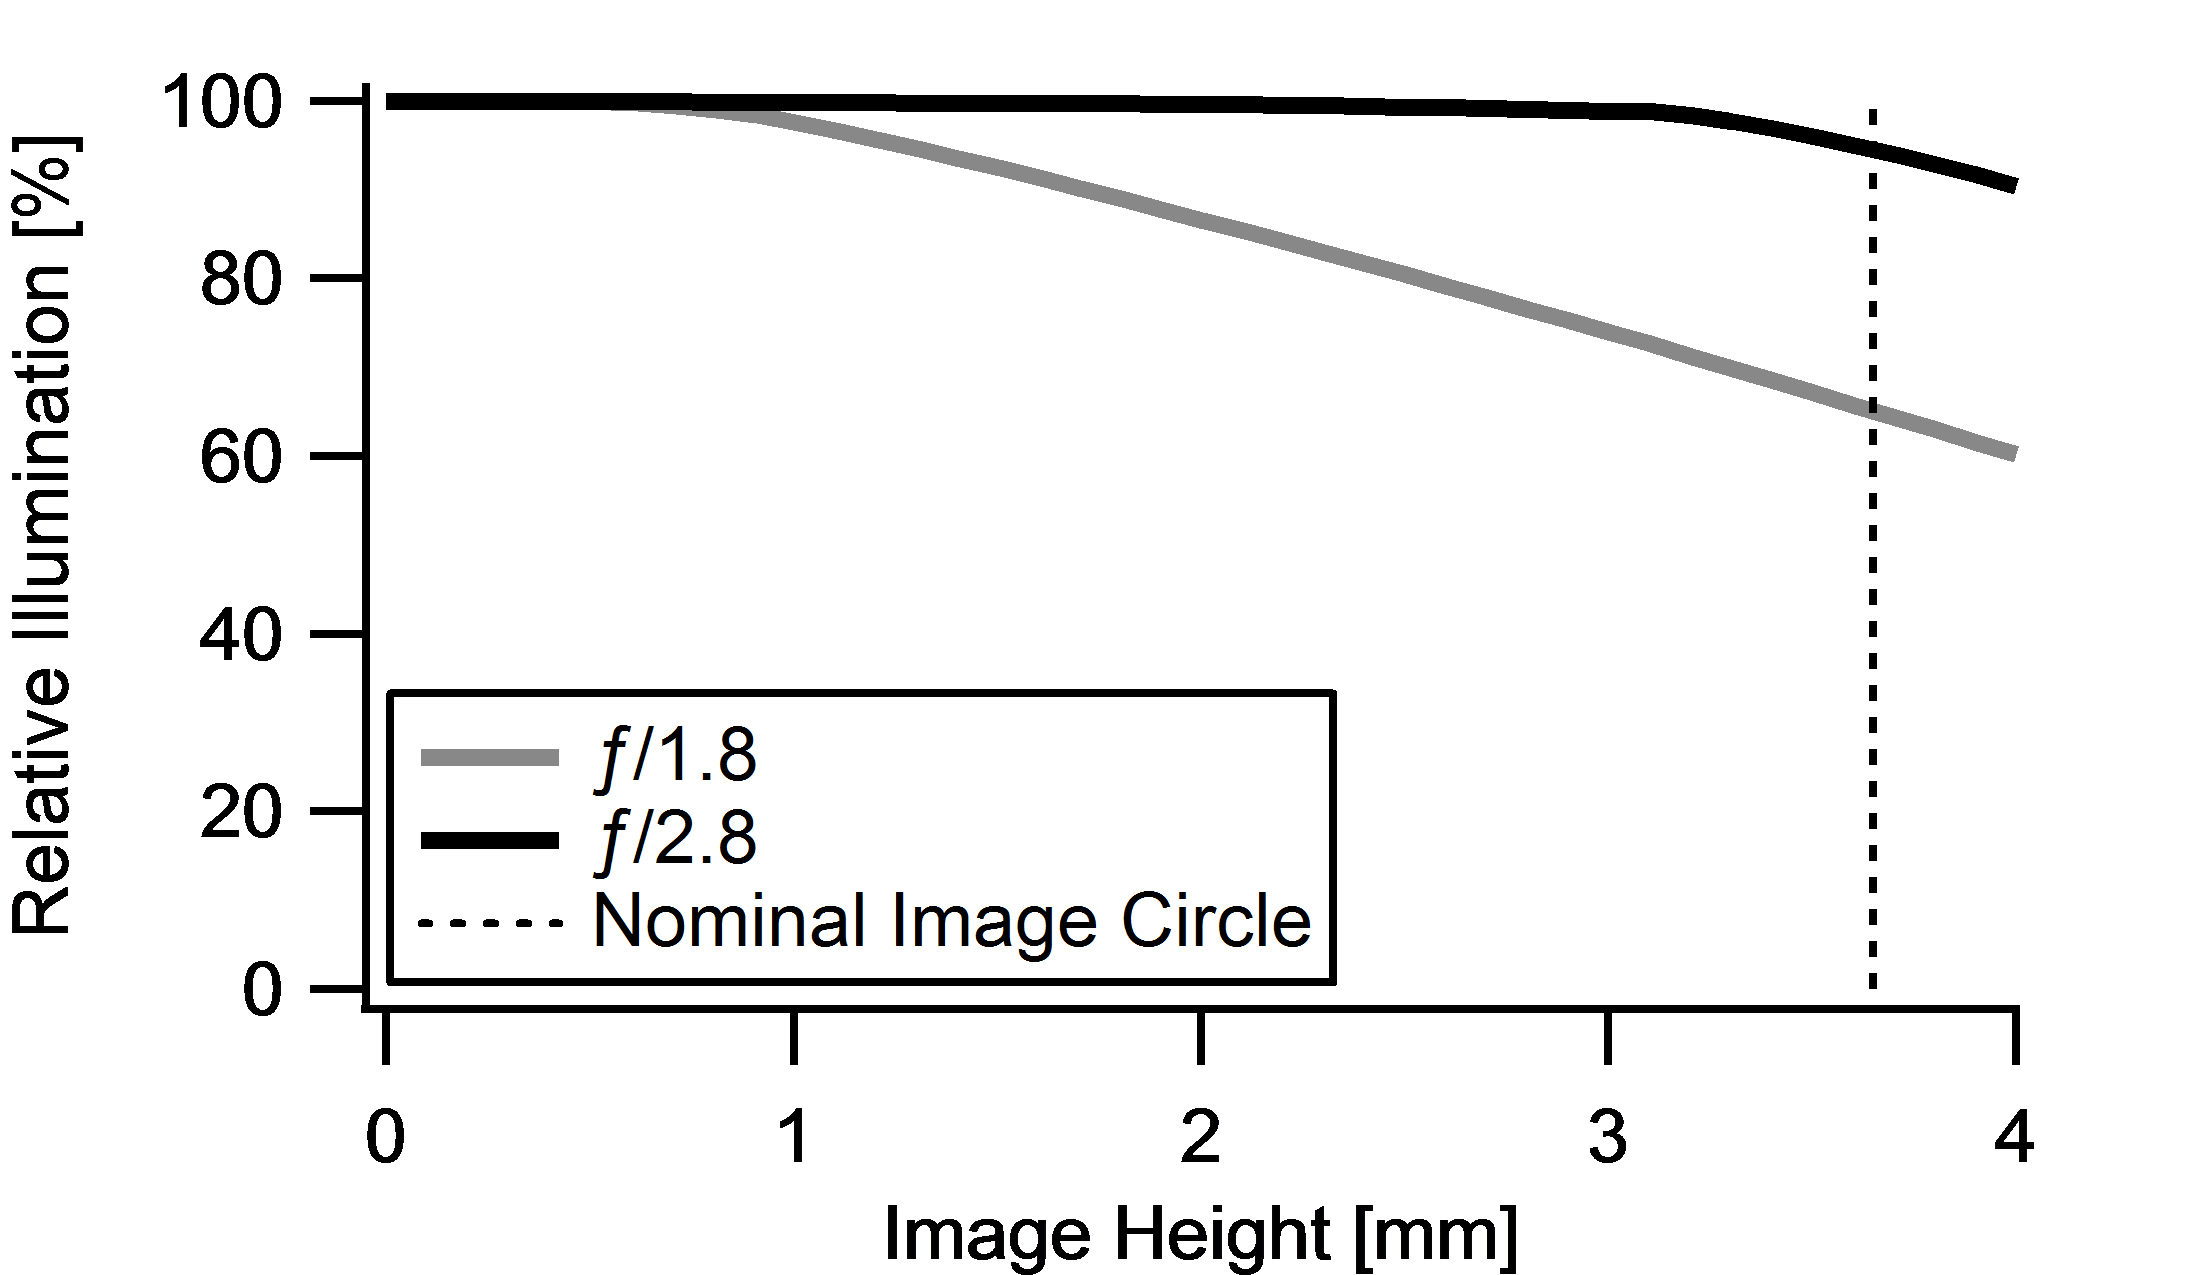 Relative Illumination [%]
100
80
60
40
20
0
ƒ/1.8
ƒ/2.8
Nominal Image Circle
0 1 2 3 4
Image Height [mm]